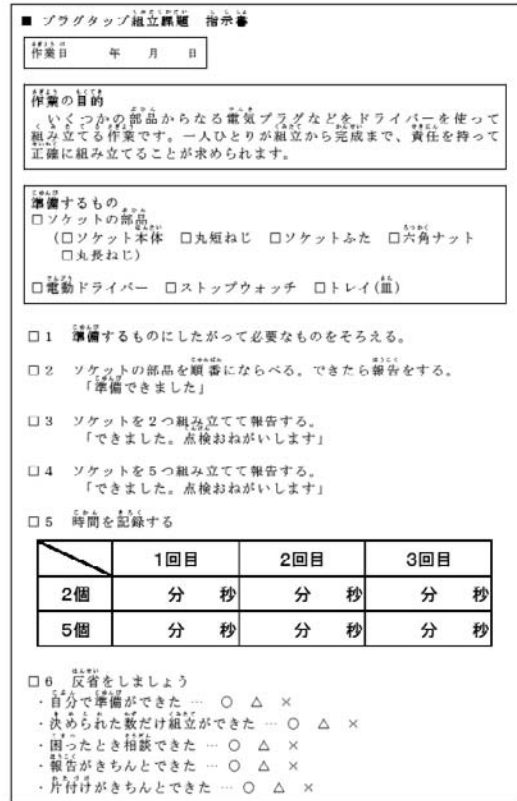 ■ プラグタップ組立課題 指示書
作業日 年 月 日
作業の目的
いくつかの部品からなる電気プラグなどをドライバーを使って
組み立てる作業です。一人ひとりが組立から完成まで、責任を持って
正確に組み立てることが求められます。
準備するもの
□ソケットの部品
(□ソケット本体 □丸短ねじ □ソケットふた □六角ナット
□丸長ねじ)
□電動ドライバー □ストップウォッチ □トレイ(皿)
□1 準備するものにしたがって必要なものをそろえる。
□2 ソケットの部品を順番にならべる。できたら報告をする。
「準備できました」
□3 ソケットを2つ組み立てて報告する。
「できました。点検おねがいします」
□4 ソケットを5つ組み立てて報告する。
「できました。点検おねがいします」
□5 時間を記録する
1回目 2回目 3回目
2個 分 秒 分 秒 分 秒
5個 分 秒 分 秒 分 秒
□6 反省をしましょう
・自分で準備ができた … ○ △ ×
・決められた数だけ組立ができた … ○ △ ×
・困ったとき相談できた … ○ △ ×
・報告がきちんとできた … ○ △ ×
・片付けがきちんとできた … ○ △ ×